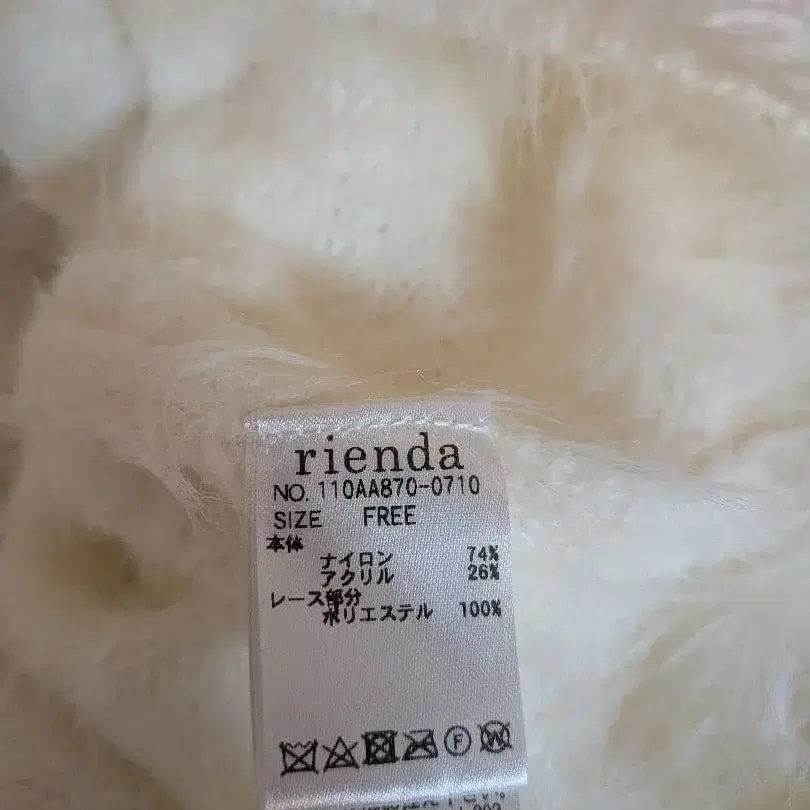 rienda
NO. 110AA870-0710
SIZE FREE
本体
ナイロン 74%
アクリル 26%
レース部分
ポリエステル 100%
F
W